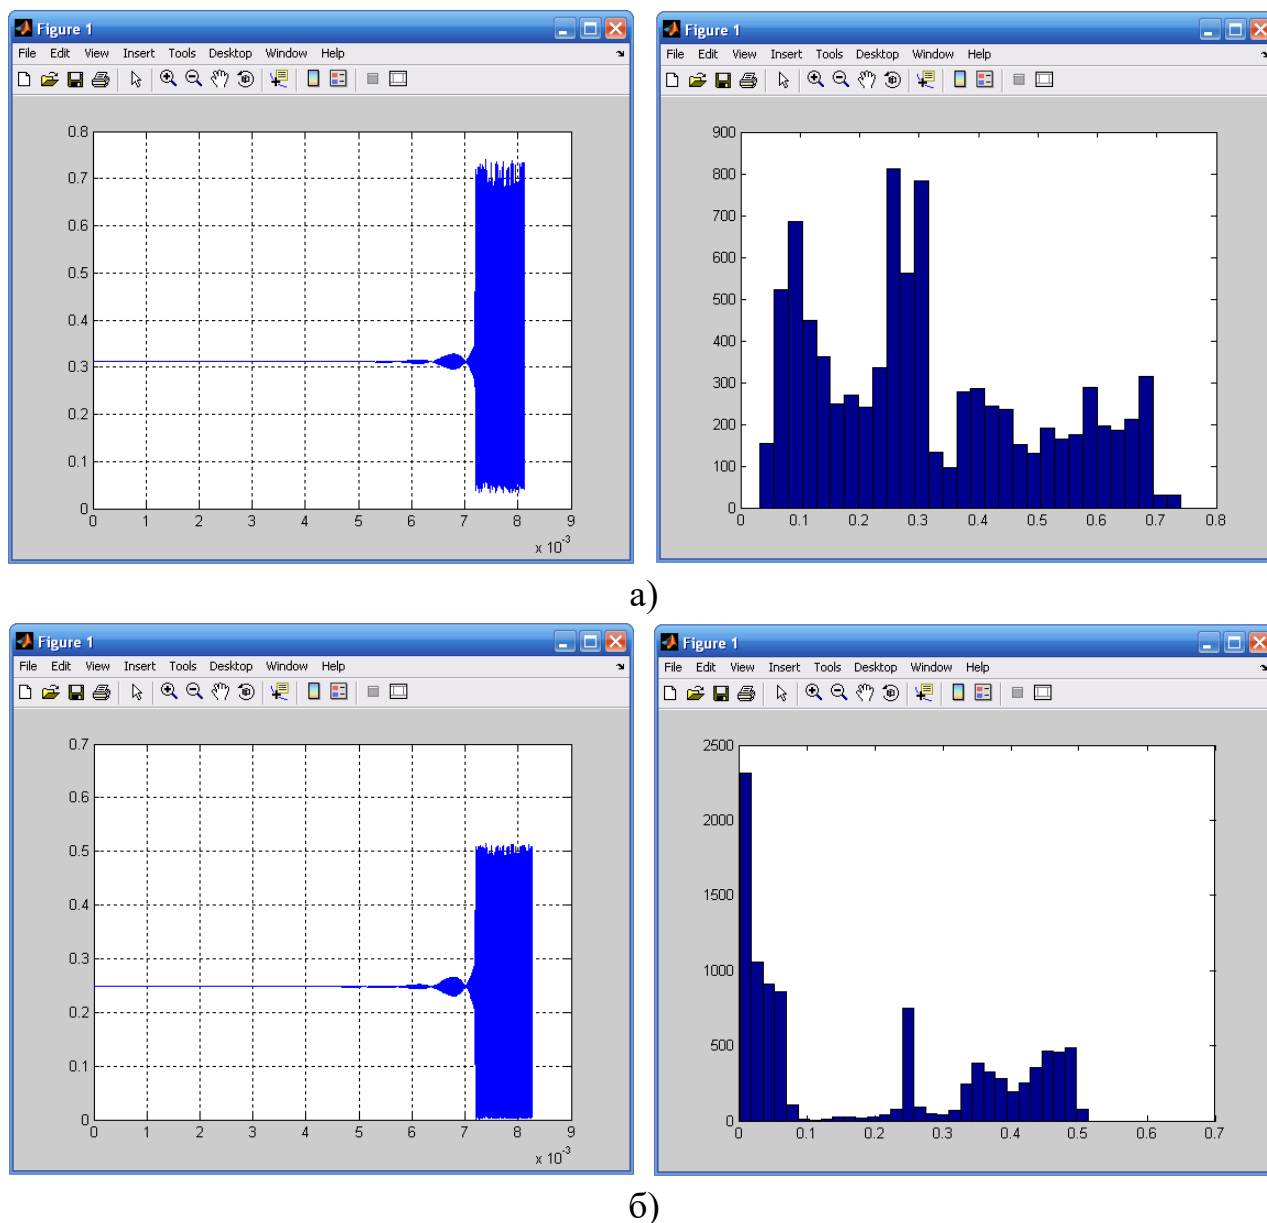 Figure 1
File Edit View Insert Tools Desktop Window Help
0.8
0.7
0.6
0.5
0.4
0.3
0.2
0.1
0
0 1 2 3 4 5 6 7 8 9
x 10-3
Figure 1
File Edit View Insert Tools Desktop Window Help
900
800
700
600
500
400
300
200
100
0
0 0.1 0.2 0.3 0.4 0.5 0.6 0.7 0.8
а)
Figure 1
File Edit View Insert Tools Desktop Window Help
0.7
0.6
0.5
0.4
0.3
0.2
0.1
0
0 1 2 3 4 5 6 7 8 9
x 10-3
Figure 1
File Edit View Insert Tools Desktop Window Help
2500
2000
1500
1000
500
0
0 0.1 0.2 0.3 0.4 0.5 0.6 0.7
б)